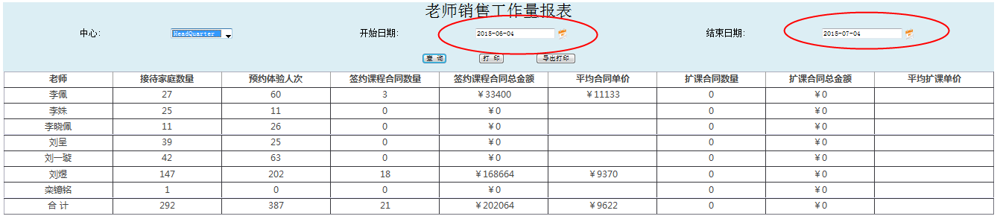 老师销售工作量报表
中心: HeadQuarter 开始日期: 2015-06-04 结束日期: 2015-07-04
查 询 打 印 导出打印
老师 接待家庭数量 预约体验人次 签约课程合同数量 签约课程合同总金额 平均合同单价 扩课合同数量 扩课合同总金额 平均扩课单价
李佩 27 60 3 ￥33400 ￥11133 0 ￥0
李姝 25 11 0 ￥0 0 ￥0
李晓佩 11 26 0 ￥0 0 ￥0
刘呈 39 25 0 ￥0 0 ￥0
刘一璇 42 63 0 ￥0 0 ￥0
刘煜 147 202 18 ￥168664 ￥9370 0 ￥0
栾镱铭 1 0 0 ￥0 0 ￥0
合 计 292 387 21 ￥202064 ￥9622 0 ￥0